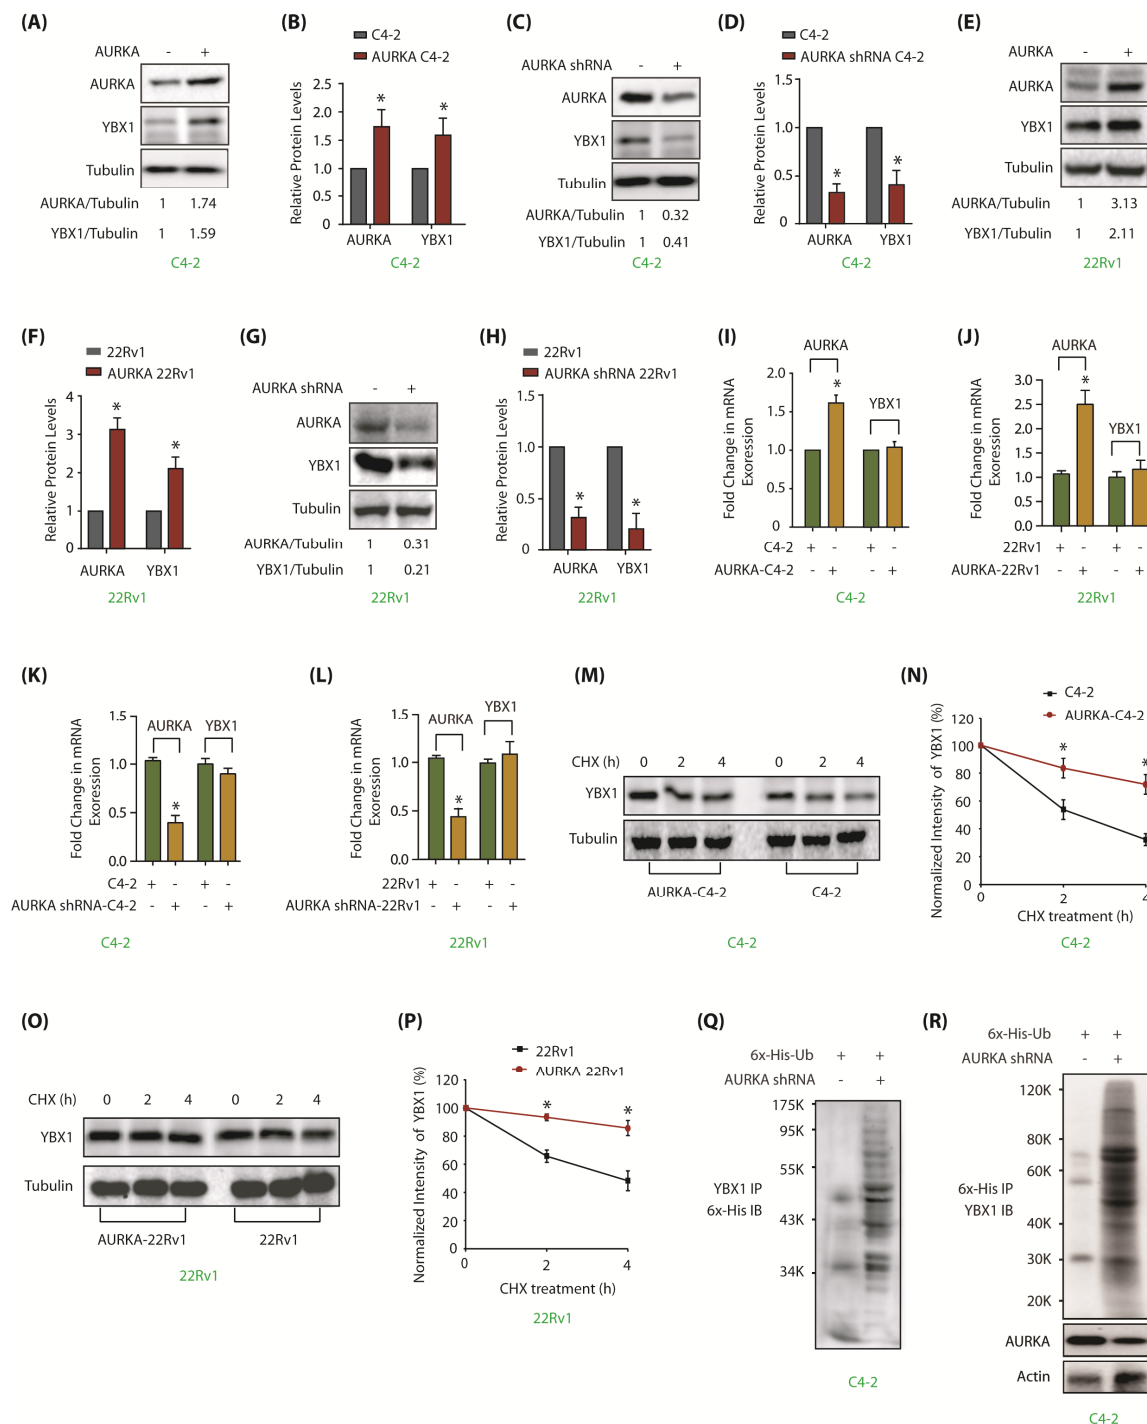 (A)
AURKA - +
AURKA
YBX1
Tubulin
AURKA/Tubulin 1 1.74
YBX1/Tubulin 1 1.59
C4-2
(B)
C4-2
AURKA C4-2
Relative Protein Levels
2.5
2.0
1.5
1.0
0.5
0
* *
AURKA YBX1
C4-2
(C)
AURKA shRNA - +
AURKA
YBX1
Tubulin
AURKA/Tubulin 1 0.32
YBX1/Tubulin 1 0.41
C4-2
(D)
C4-2
AURKA shRNA C4-2
Relative Protein Levels
1.5
1.0
0.5
0
* *
AURKA YBX1
C4-2
(E)
AURKA - +
AURKA
YBX1
Tubulin
AURKA/Tubulin 1 3.13
YBX1/Tubulin 1 2.11
22Rv1
(F)
22Rv1
AURKA 22Rv1
Relative Protein Levels
4
3
2
1
0
* *
AURKA YBX1
22Rv1
(G)
AURKA shRNA - +
AURKA
YBX1
Tubulin
AURKA/Tubulin 1 0.31
YBX1/Tubulin 1 0.21
22Rv1
(H)
22Rv1
AURKA shRNA 22Rv1
Relative Protein Levels
1.5
1.0
0.5
0
* *
AURKA YBX1
22Rv1
(I)
Fold Change in mRNA
Exoression
2.0
1.5
1.0
0.5
0
AURKA
*
YBX1
C4-2 + - + -
AURKA-C4-2 - + - +
C4-2
(J)
Fold Change in mRNA
Exoression
3.0
2.5
2.0
1.5
1.0
0.5
0.0
AURKA
*
YBX1
22Rv1 + - + -
AURKA-22Rv1 - + - +
22Rv1
(K)
Fold Change in mRNA
Exoression
1.5
1.0
0.5
0.0
AURKA YBX1
*
C4-2 + - + -
AURKA shRNA-C4-2 - + - +
C4-2
(L)
Fold Change in mRNA
Exoression
1.5
1.0
0.5
0.0
AURKA YBX1
*
22Rv1 + - + -
AURKA shRNA-22Rv1 - + - +
22Rv1
(M)
CHX (h) 0 2 4 0 2 4
YBX1
Tubulin
AURKA-C4-2 C4-2
C4-2
(N)
C4-2
AURKA-C4-2
Normalized Intensity of YBX1 (%)
120
100
80
60
40
20
0
* *
0 2 4
CHX treatment (h)
C4-2
(O)
CHX (h) 0 2 4 0 2 4
YBX1
Tubulin
AURKA-22Rv1 22Rv1
22Rv1
(P)
22Rv1
AURKA 22Rv1
Normalized Intensity of YBX1 (%)
120
100
80
60
40
20
0
* *
0 2 4
CHX treatment (h)
22Rv1
(Q)
6x-His-Ub + +
AURKA shRNA - +
175K
95K
55K
43K
34K
YBX1 IP
6x-His IB
C4-2
(R)
6x-His-Ub + +
AURKA shRNA - +
120K
80K
60K
40K
30K
20K
6x-His IP
YBX1 IB
AURKA
Actin
C4-2